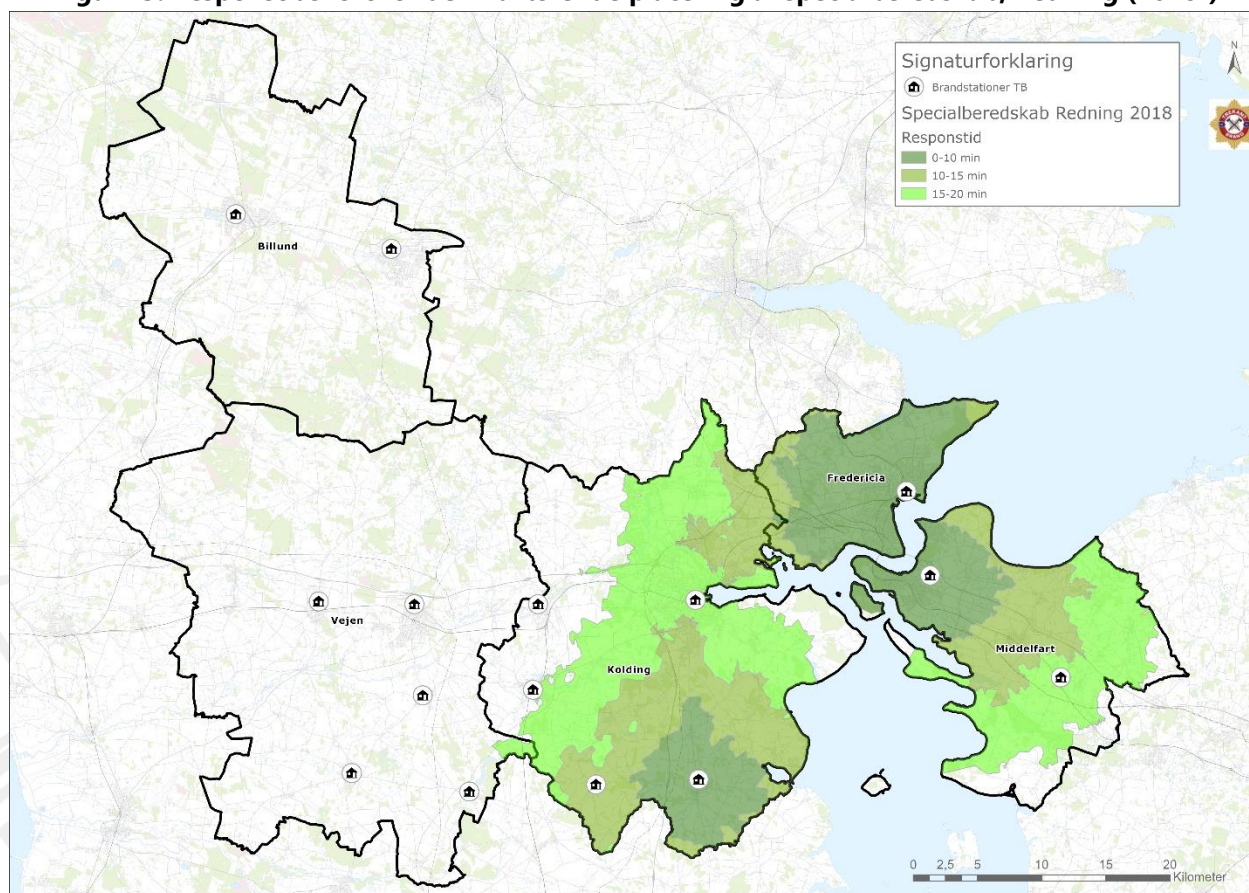 Signaturforklaring
Brandstationer TB
Specialberedskab Redning 2018
Responstid
0-10 min
10-15 min
15-20 min
N
Billund
Fredericia
Vejen
Kolding
Middelfart
0 2,5 5 10 15 20
Kilometer